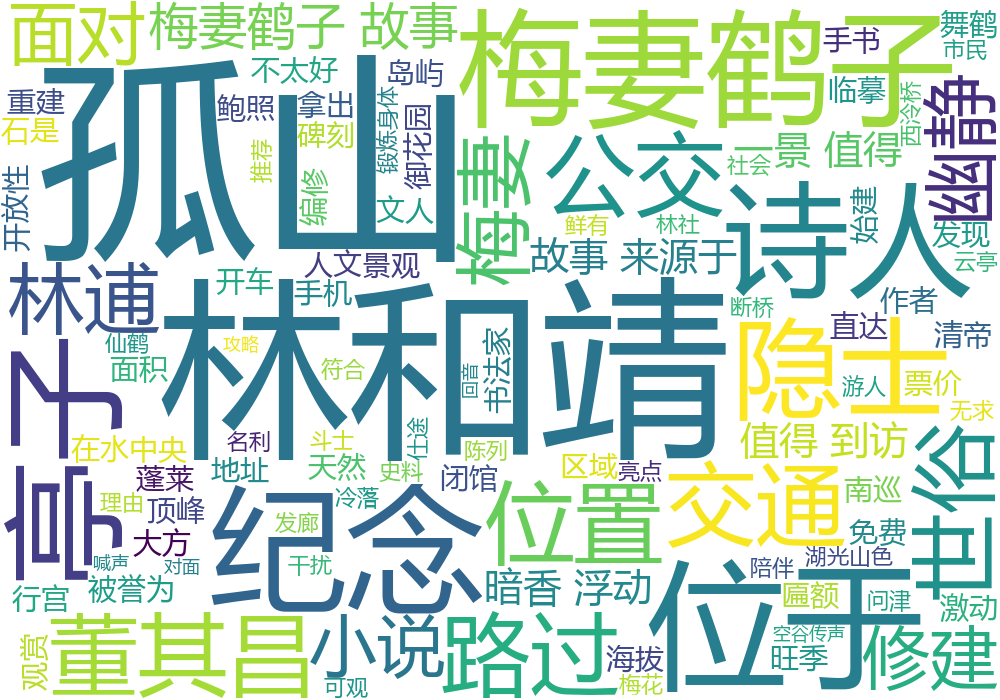 面对
梅妻鹤子 故事
梅妻鹤子
手书
舞鹤
市民
孤山
不太好
岛屿
临摹
西泠桥
幽静
重建
鲍照
拿出
锻炼身体
御花园
石是
碑刻
推荐
梅妻
公交
一景 值得
社会
诗人
开放性
编修
文人
鲜有
林社
始建
发现
云亭
故事 来源于
林逋
开车
人文景观
手机
林和靖
断桥
作者
直达
清帝
隐士
仙鹤
攻略
面积
符合
回音
书法家
游人
票价
无求
亭子
在水中央
名利
斗士
仕途
陈列
值得 到访
世俗
蓬莱
地址
天然
史料
闭馆
区域
亮点
交通
南巡
理由
顶峰
纪念
冷落
位置
发廊
大方
免费
喊声
对面
干扰
陪伴
湖光山色
位于
行宫
被誉为
暗香 浮动
匾额
问津
激动
观赏
董其昌
小说
路过
海拔
空谷传声
旺季
修建
可观
梅花